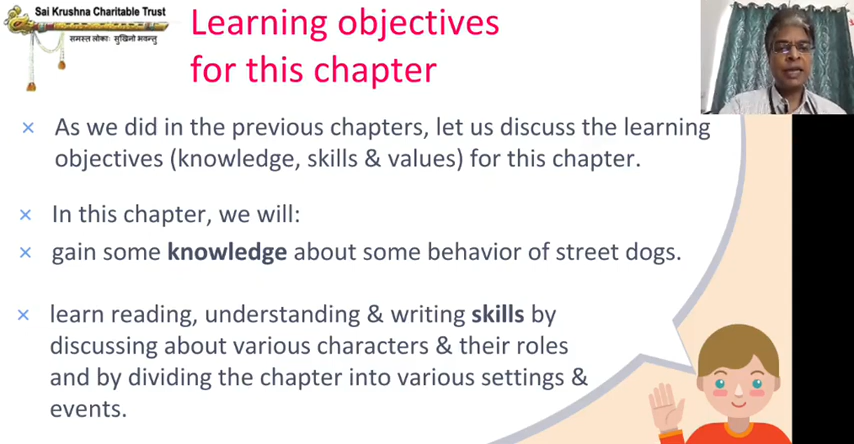 Sai Krushna Charitable Trust
समस्त लोकाः सुखिनो भवन्तु
Learning objectives
for this chapter
× As we did in the previous chapters, let us discuss the learning
objectives (knowledge, skills & values) for this chapter.
× In this chapter, we will:
× gain some knowledge about some behavior of street dogs.
× learn reading, understanding & writing skills by
discussing about various characters & their roles
and by dividing the chapter into various settings &
events.